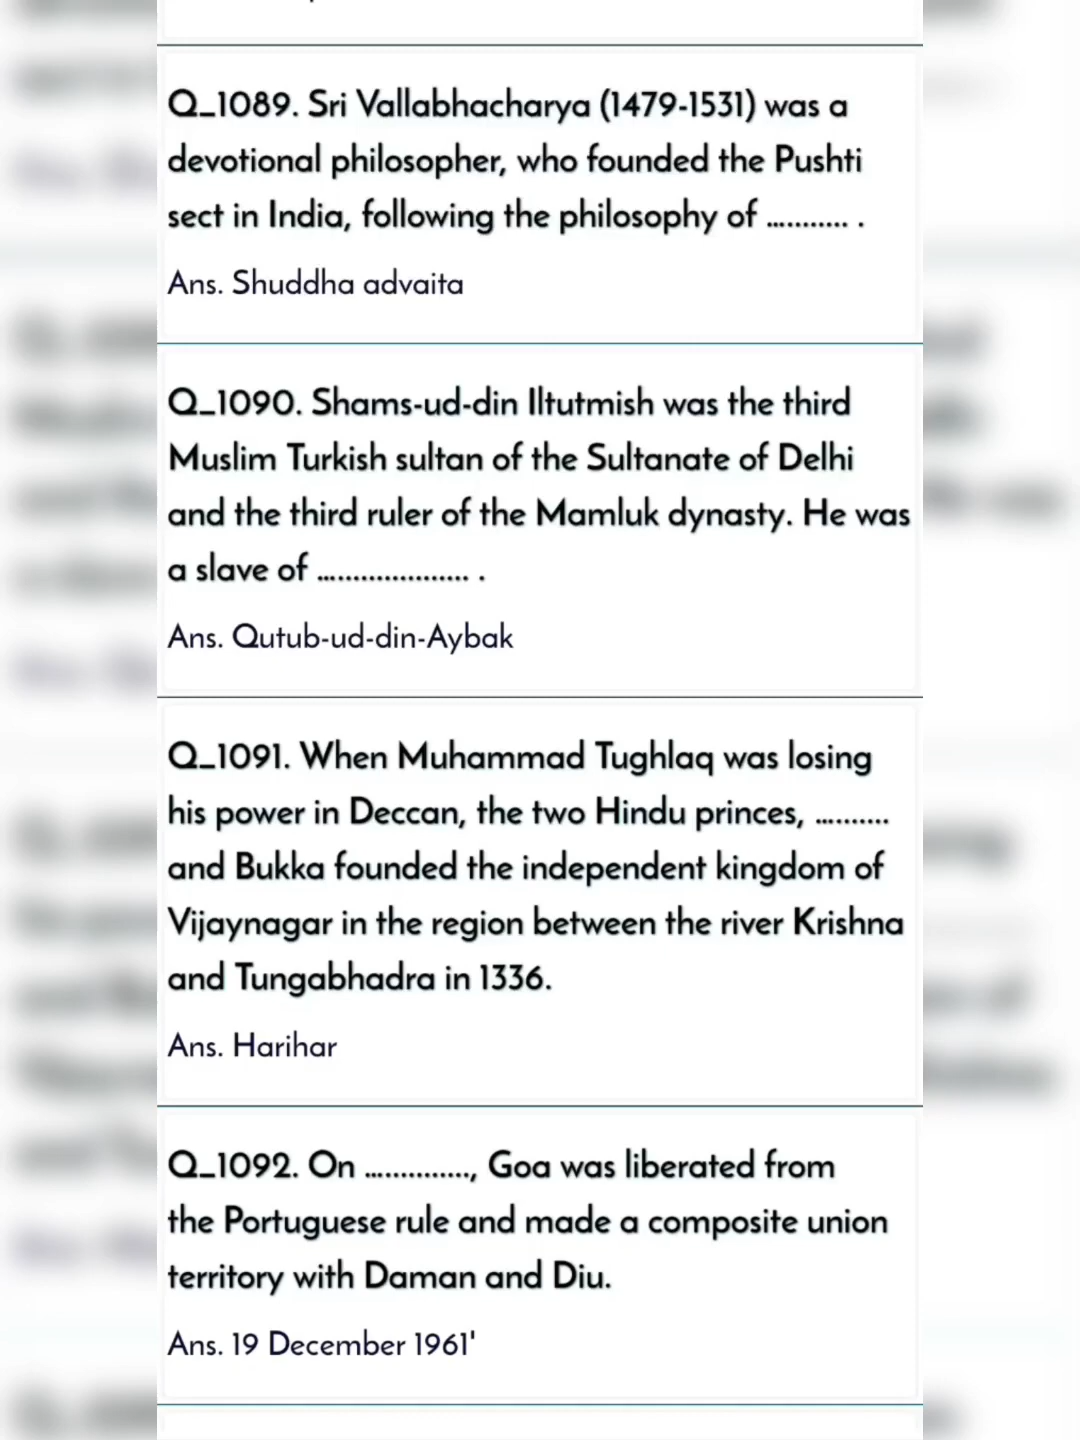 Q_1089. Sri Vallabhacharya (1479-1531) was a
devotional philosopher, who founded the Pushti
sect in India, following the philosophy of ........... .
Ans. Shuddha advaita
Q_1090. Shams-ud-din Iltutmish was the third
Muslim Turkish sultan of the Sultanate of Delhi
and the third ruler of the Mamluk dynasty. He was
a slave of ..................... .
Ans. Qutub-ud-din-Aybak
Q_1091. When Muhammad Tughlaq was losing
his power in Deccan, the two Hindu princes, ..........
and Bukka founded the independent kingdom of
Vijaynagar in the region between the river Krishna
and Tungabhadra in 1336.
Ans. Harihar
Q_1092. On ..............., Goa was liberated from
the Portuguese rule and made a composite union
territory with Daman and Diu.
Ans. 19 December 1961'